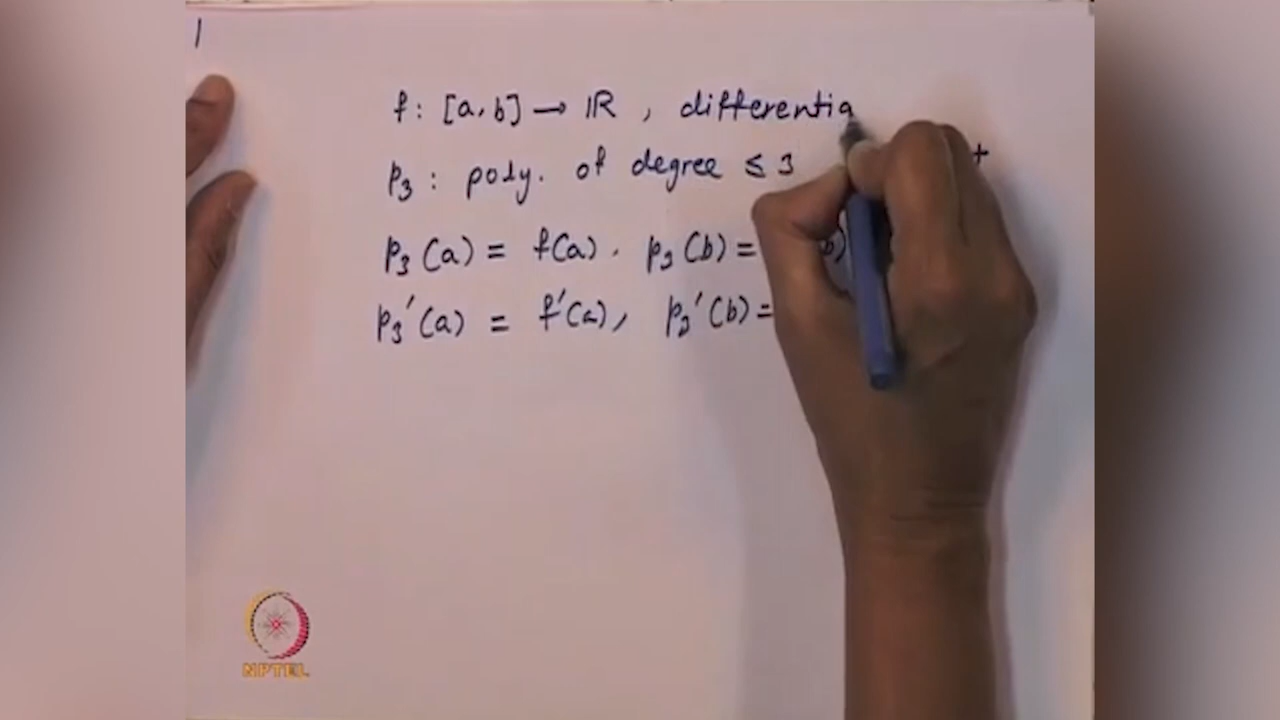 1
f : [a, b] → ℝ , differentia
p₃ : poly. of degree ≤ 3
p₃(a) = f(a) . p₃(b) =
p₃'(a) = f'(a), p₃'(b) =
NPTEL